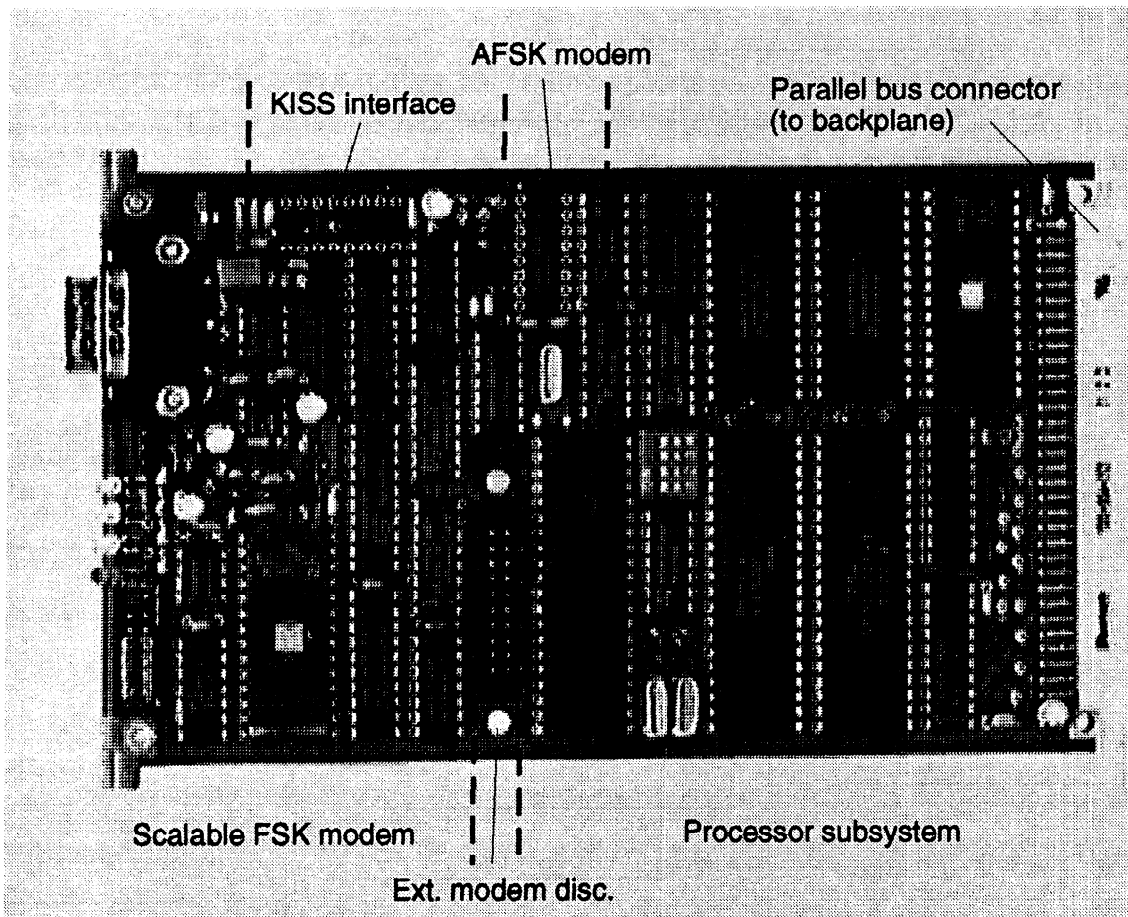 AFSK modem
KISS interface
Parallel bus connector
(to backplane)
Scalable FSK modem
Processor subsystem
Ext. modem disc.